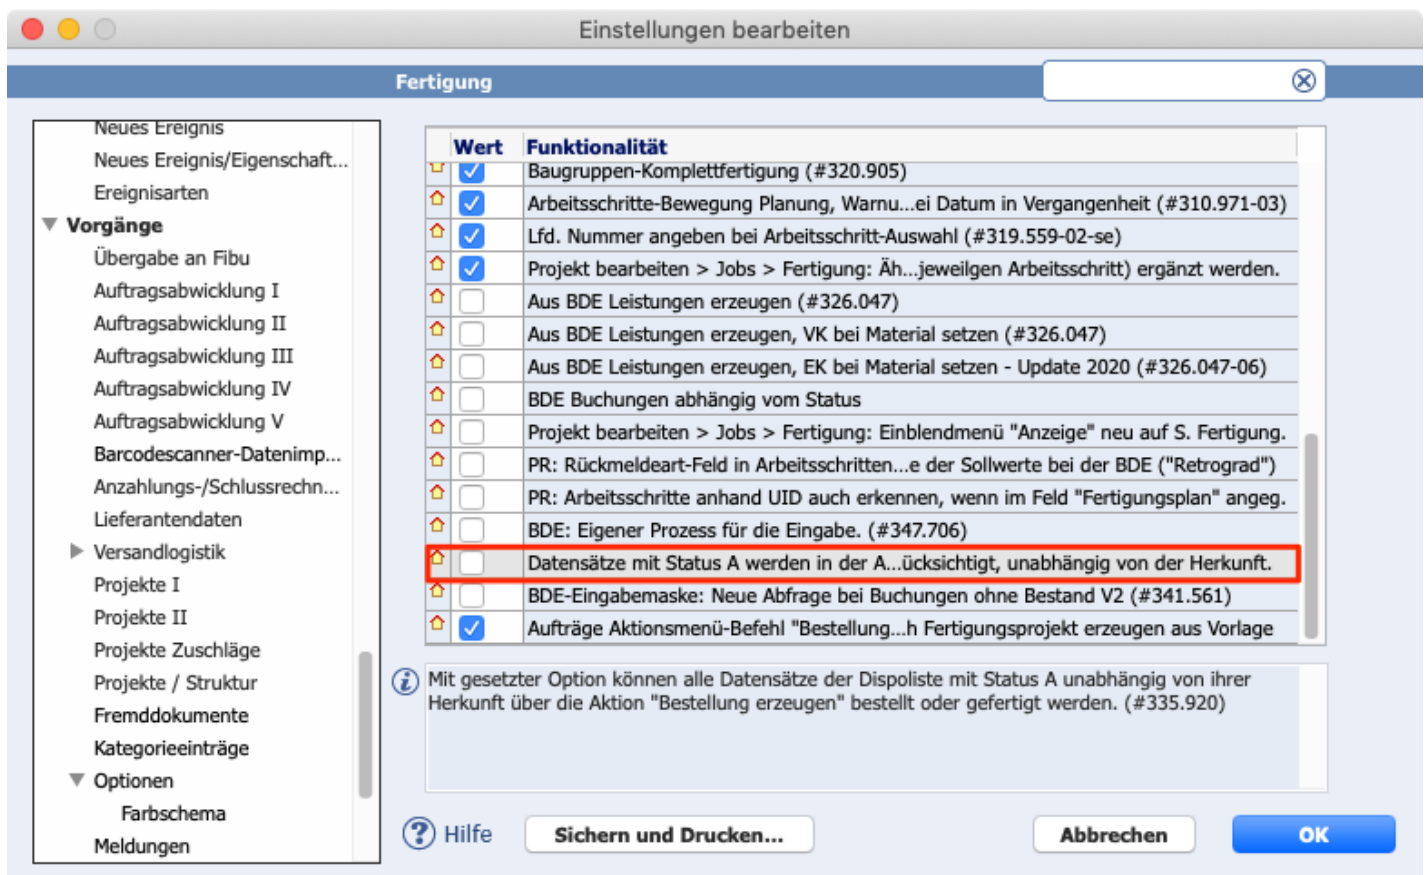 Einstellungen bearbeiten
Fertigung
Neues Ereignis
Neues Ereignis/Eigenschaft...
Ereignisarten
Vorgänge
Übergabe an Fibu
Auftragsabwicklung I
Auftragsabwicklung II
Auftragsabwicklung III
Auftragsabwicklung IV
Auftragsabwicklung V
Barcodescanner-Datenimp...
Anzahlungs-/Schlussrechn...
Lieferantendaten
Versandlogistik
Projekte I
Projekte II
Projekte Zuschläge
Projekte / Struktur
Fremddokumente
Kategorieeinträge
Optionen
Farbschema
Meldungen
Wert Funktionalität
Baugruppen-Komplettfertigung (#320.905)
Arbeitsschritte-Bewegung Planung, Warnu...ei Datum in Vergangenheit (#310.971-03)
Lfd. Nummer angeben bei Arbeitsschritt-Auswahl (#319.559-02-se)
Projekt bearbeiten > Jobs > Fertigung: Äh...jeweilgen Arbeitsschritt) ergänzt werden.
Aus BDE Leistungen erzeugen (#326.047)
Aus BDE Leistungen erzeugen, VK bei Material setzen (#326.047)
Aus BDE Leistungen erzeugen, EK bei Material setzen - Update 2020 (#326.047-06)
BDE Buchungen abhängig vom Status
Projekt bearbeiten > Jobs > Fertigung: Einblendmenü "Anzeige" neu auf S. Fertigung.
PR: Rückmeldeart-Feld in Arbeitsschritten...e der Sollwerte bei der BDE ("Retrograd")
PR: Arbeitsschritte anhand UID auch erkennen, wenn im Feld "Fertigungsplan" angeg.
BDE: Eigener Prozess für die Eingabe. (#347.706)
Datensätze mit Status A werden in der A...ücksichtigt, unabhängig von der Herkunft.
BDE-Eingabemaske: Neue Abfrage bei Buchungen ohne Bestand V2 (#341.561)
Aufträge Aktionsmenü-Befehl "Bestellung...h Fertigungsprojekt erzeugen aus Vorlage
Mit gesetzter Option können alle Datensätze der Dispoliste mit Status A unabhängig von ihrer
Herkunft über die Aktion "Bestellung erzeugen" bestellt oder gefertigt werden. (#335.920)
Hilfe
Sichern und Drucken...
Abbrechen
OK